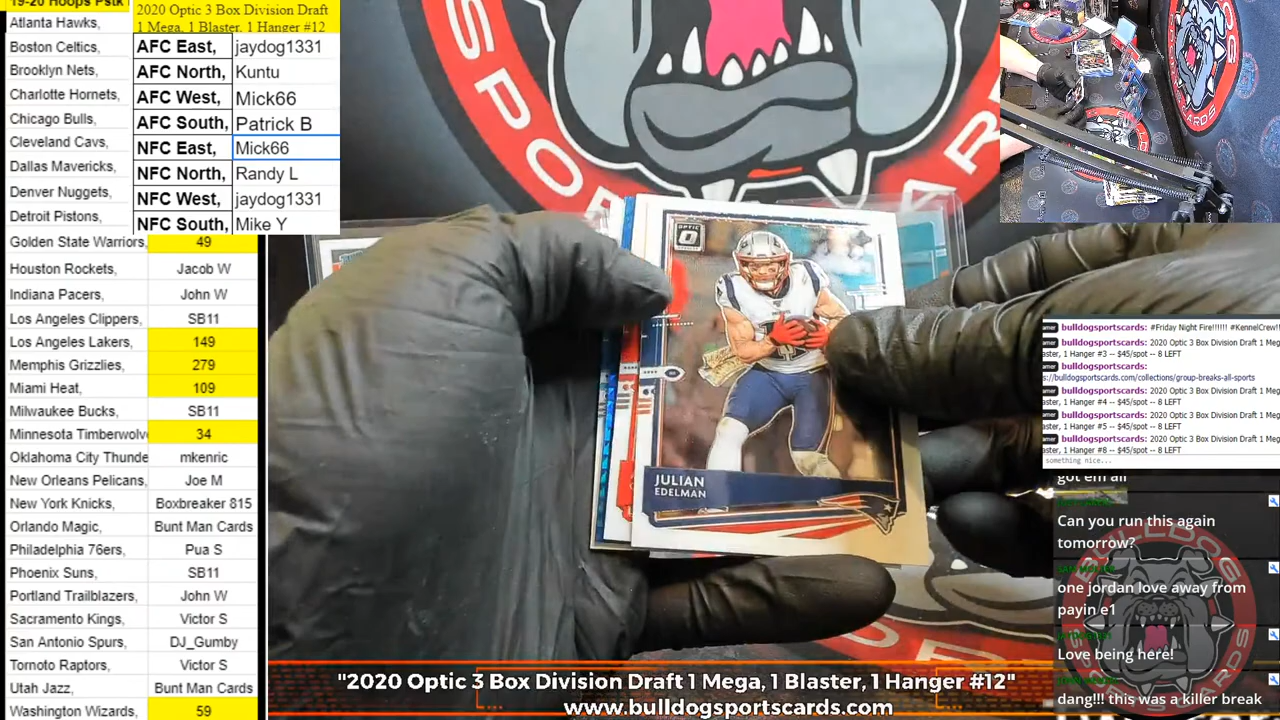 19-20 Hoops Pstk
Atlanta Hawks,
Boston Celtics,
Brooklyn Nets,
Charlotte Hornets,
Chicago Bulls,
Cleveland Cavs,
Dallas Mavericks,
Denver Nuggets,
Detroit Pistons,
Golden State Warriors, 49
Houston Rockets, Jacob W
Indiana Pacers, John W
Los Angeles Clippers, SB11
Los Angeles Lakers, 149
Memphis Grizzlies, 279
Miami Heat, 109
Milwaukee Bucks, SB11
Minnesota Timberwolv 34
Oklahoma City Thunde mkenric
New Orleans Pelicans, Joe M
New York Knicks, Boxbreaker 815
Orlando Magic, Bunt Man Cards
Philadelphia 76ers, Pua S
Phoenix Suns, SB11
Portland Trailblazers, John W
Sacramento Kings, Victor S
San Antonio Spurs, DJ_Gumby
Tornoto Raptors, Victor S
Utah Jazz, Bunt Man Cards
Washington Wizards, 59
2020 Optic 3 Box Division Draft
1 Mega, 1 Blaster, 1 Hanger #12
AFC East, jaydog1331
AFC North, Kuntu
AFC West, Mick66
AFC South, Patrick B
NFC East, Mick66
NFC North, Randy L
NFC West, jaydog1331
NFC South, Mike Y
OPTIC
JULIAN
EDELMAN
bulldogsportscards: #Friday Night Fire!!!!!! #KennelCrew!!
bulldogsportscards: 2020 Optic 3 Box Division Draft 1 Meg
aster, 1 Hanger #3 -- $45/spot -- 8 LEFT
bulldogsportscards:
s://bulldogsportscards.com/collections/group-breaks-all-sports
bulldogsportscards: 2020 Optic 3 Box Division Draft 1 Meg
aster, 1 Hanger #4 -- $45/spot -- 8 LEFT
bulldogsportscards: 2020 Optic 3 Box Division Draft 1 Meg
aster, 1 Hanger #5 -- $45/spot -- 8 LEFT
bulldogsportscards: 2020 Optic 3 Box Division Draft 1 Meg
aster, 1 Hanger #8 -- $45/spot -- 8 LEFT
something nice...
got em all
Can you run this again
tomorrow?
one jordan love away from
payin e1
Love being here!
dang!!! this was a killer break
BULLDOG
"2020 Optic 3 Box Division Draft 1 Mega, 1 Blaster, 1 Hanger #12"
www.bulldogsportscards.com